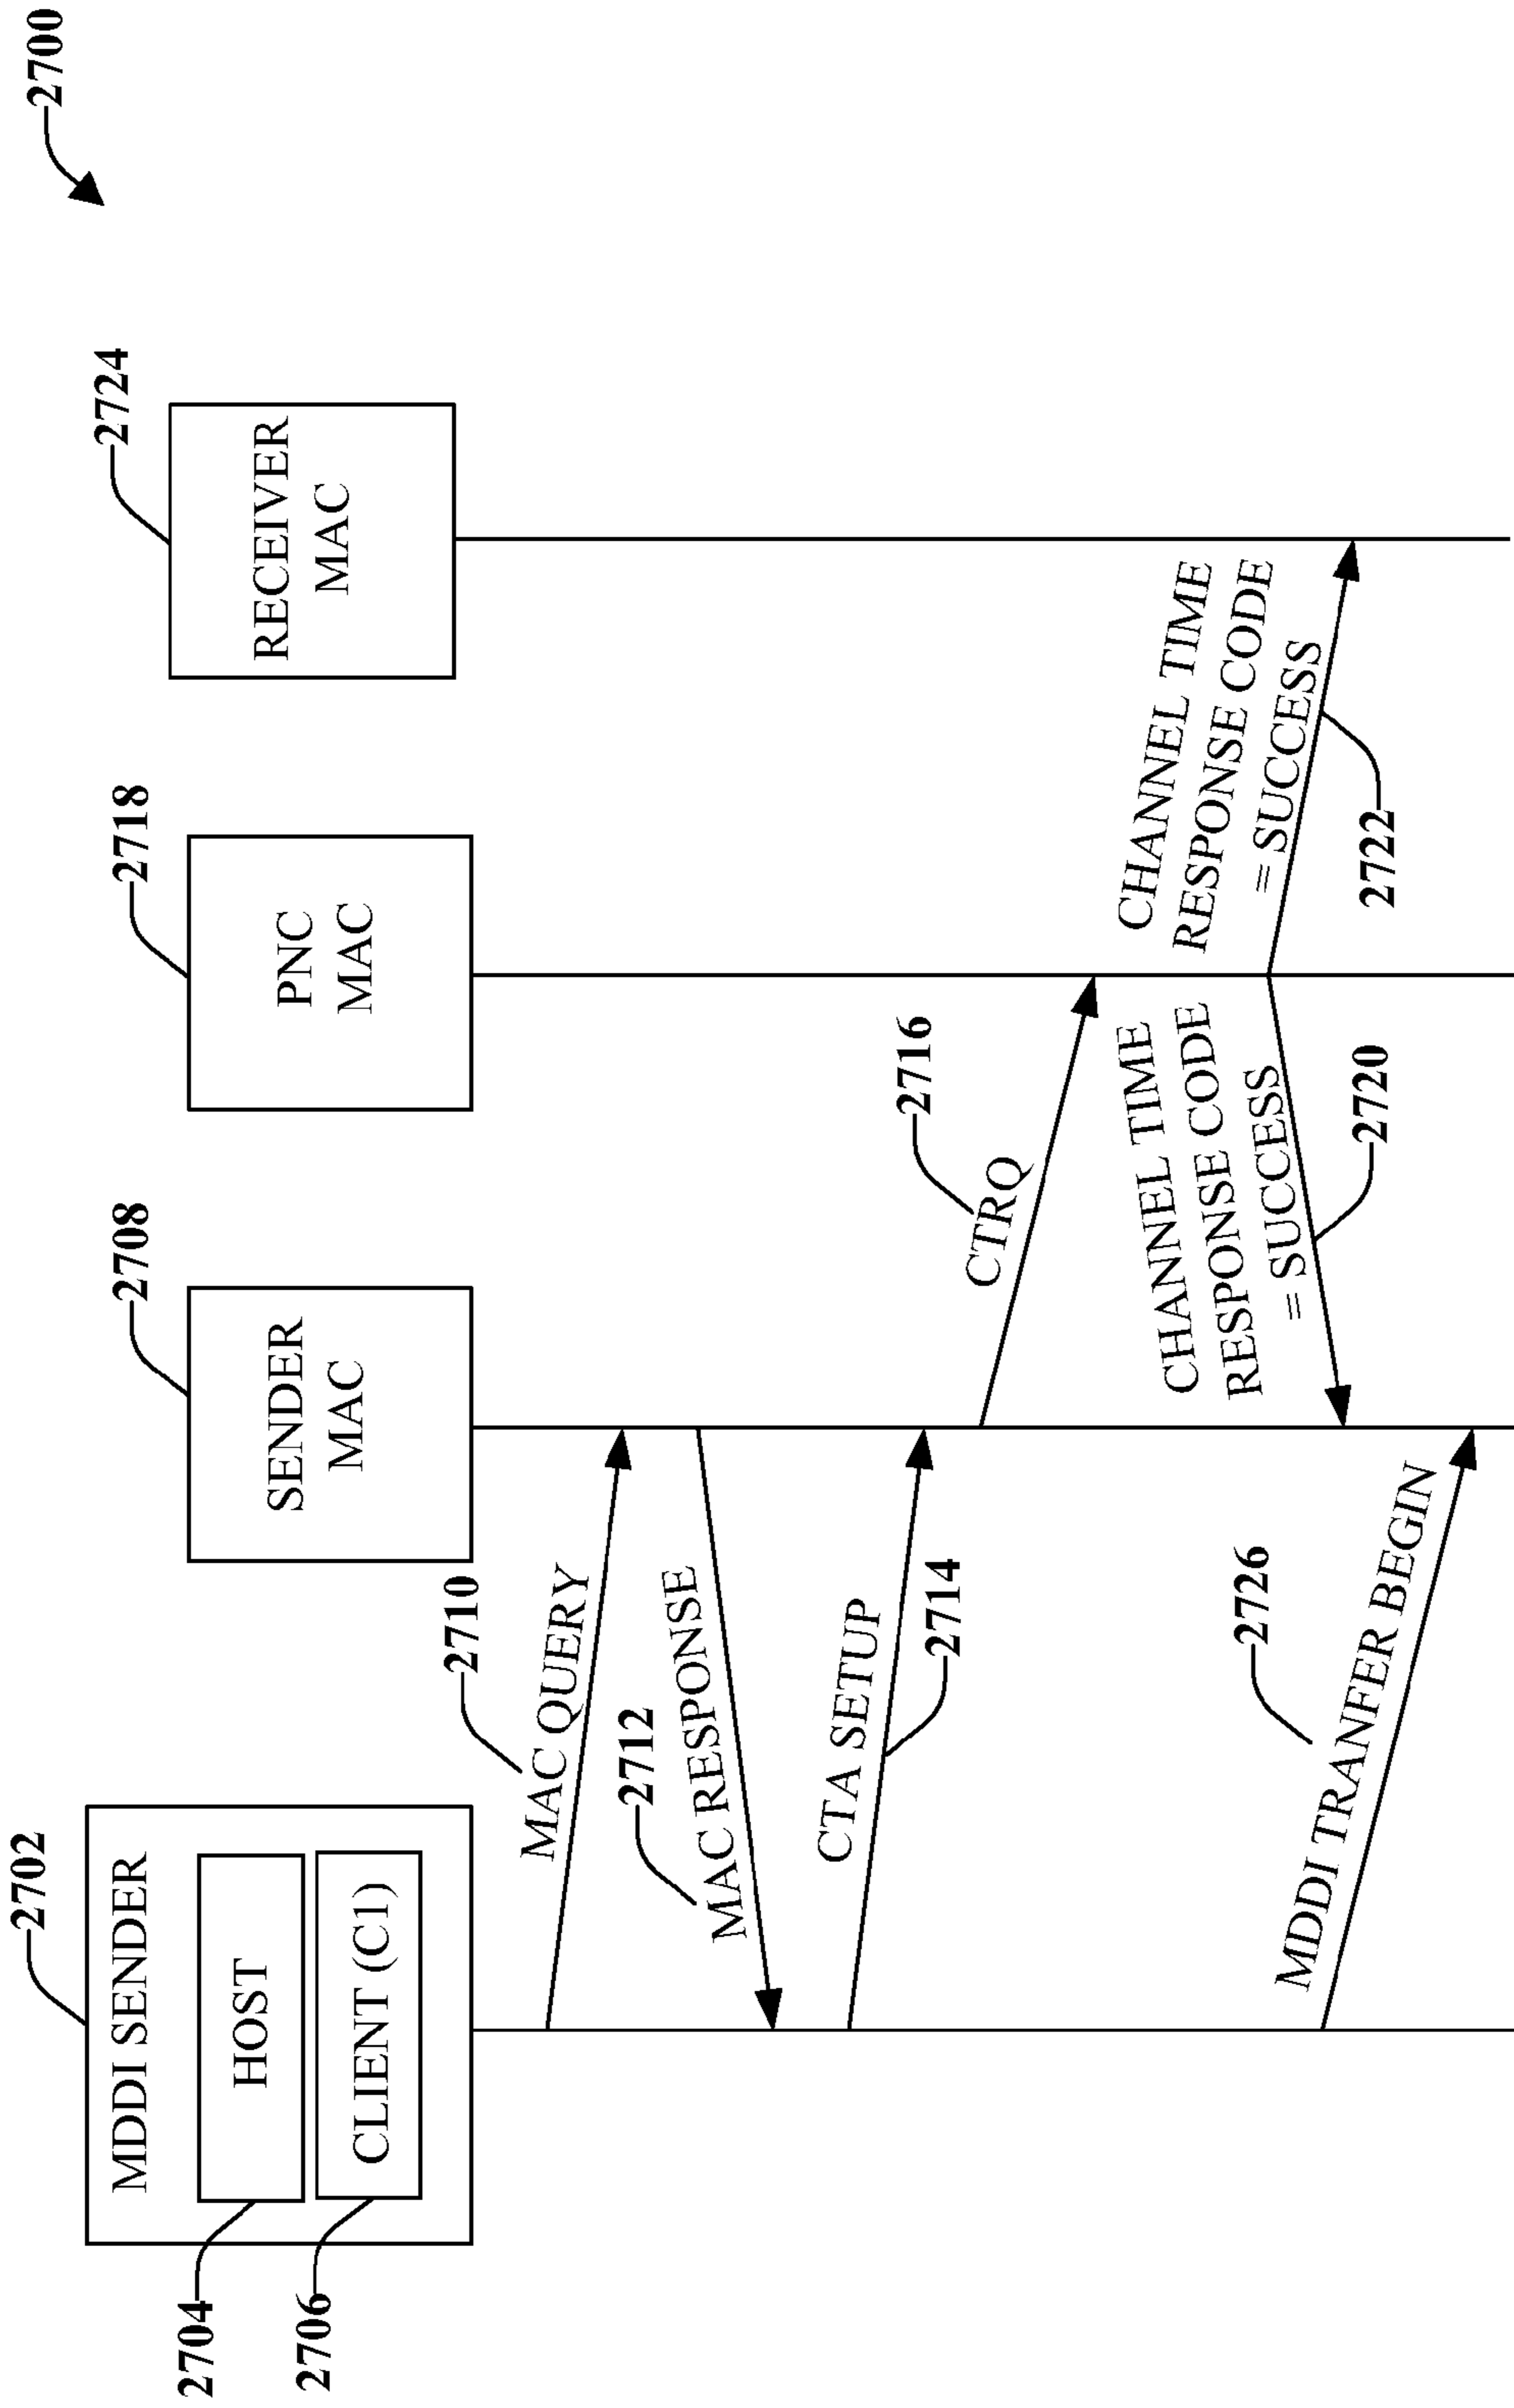 2700
2702
MDDI SENDER
HOST
CLIENT (C1)
2704
2706
2708
SENDER
MAC
2718
PNC
MAC
2724
RECEIVER
MAC
2710
MAC QUERY
2712
MAC RESPONSE
CTA SETUP
2714
2716
CTRQ
CHANNEL TIME
RESPONSE CODE
= SUCCESS
2720
CHANNEL TIME
RESPONSE CODE
= SUCCESS
2722
2726
MDDI TRANFER BEGIN